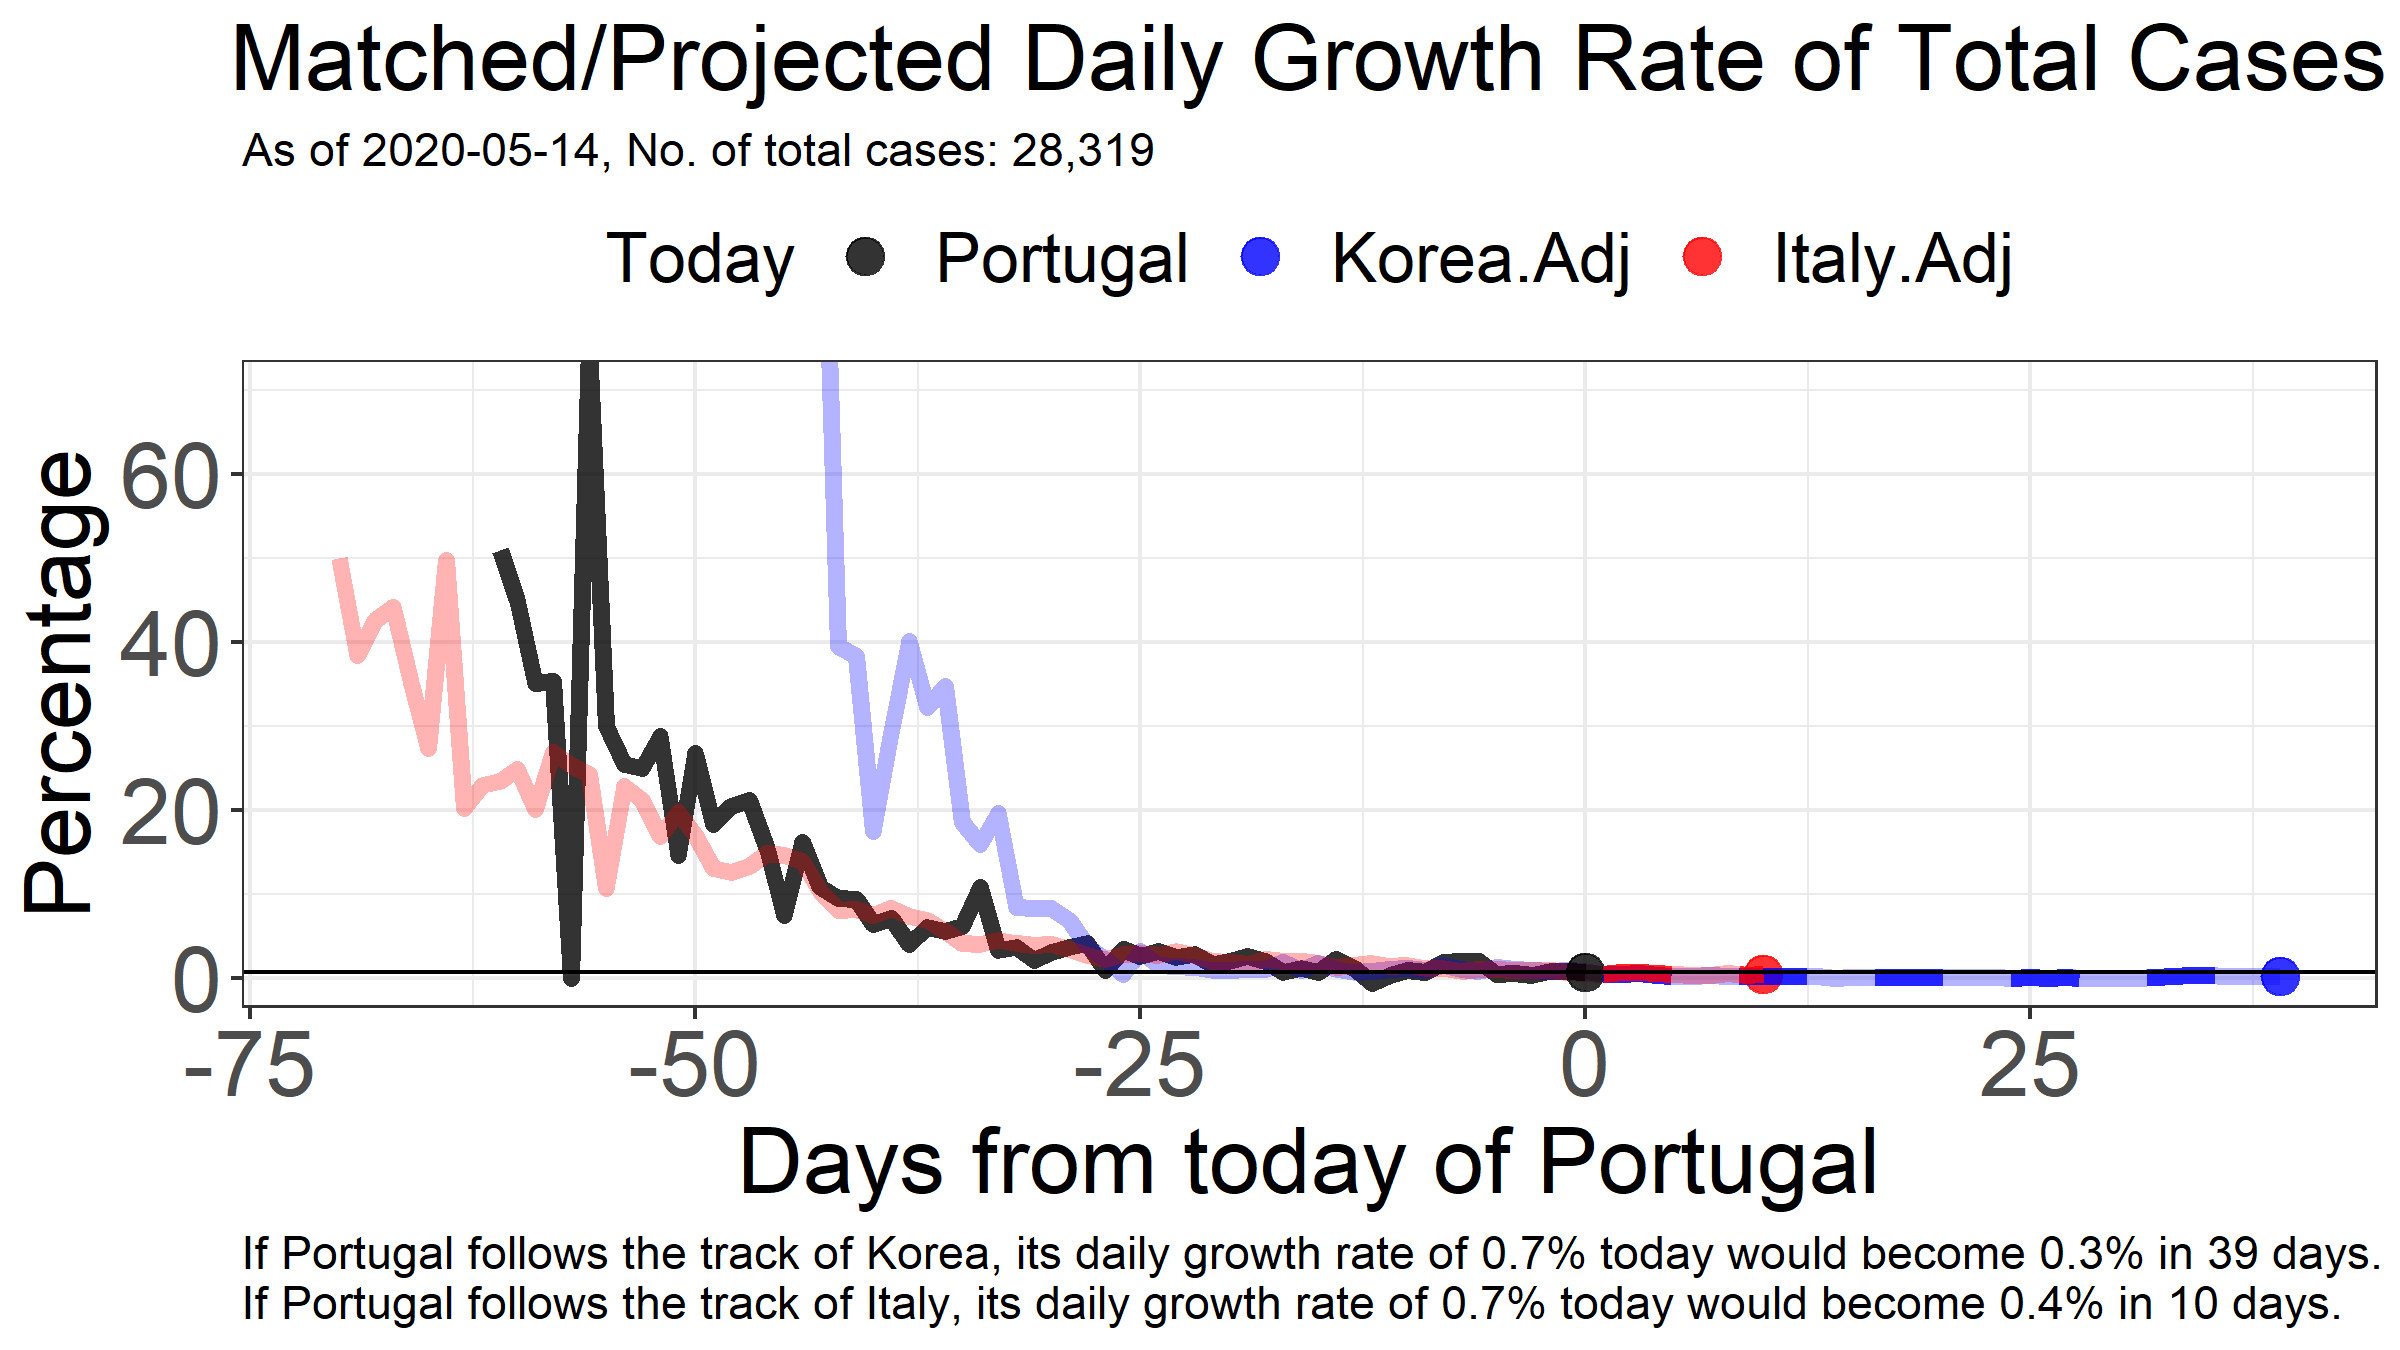 Matched/Projected Daily Growth Rate of Total Cases
As of 2020-05-14, No. of total cases: 28,319
Today Portugal Korea.Adj Italy.Adj
Percentage
60
40
20
0
-75 -50 -25 0 25
Days from today of Portugal
If Portugal follows the track of Korea, its daily growth rate of 0.7% today would become 0.3% in 39 days.
If Portugal follows the track of Italy, its daily growth rate of 0.7% today would become 0.4% in 10 days.